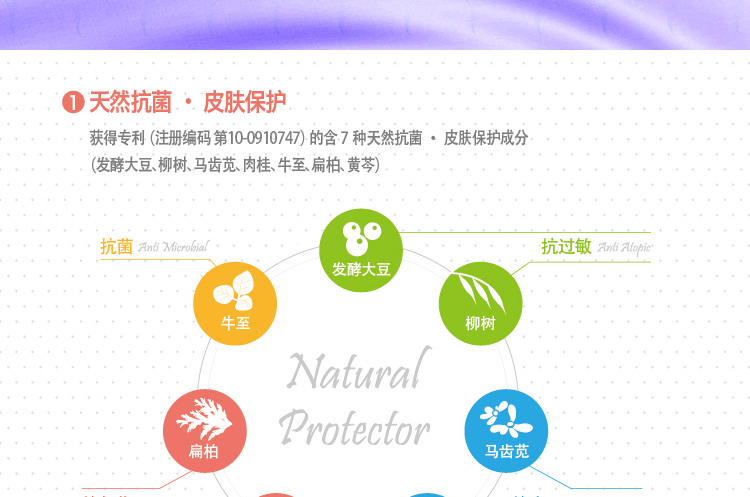 1 天然抗菌 · 皮肤保护
获得专利 (注册编码 第10-0910747) 的含 7 种天然抗菌 · 皮肤保护成分
(发酵大豆、柳树、马齿苋、肉桂、牛至、扁柏、黄芩)
抗菌 Anti Microbial
抗过敏 Anti Atopic
发酵大豆
牛至
柳树
Natural
Protector
扁柏
马齿苋